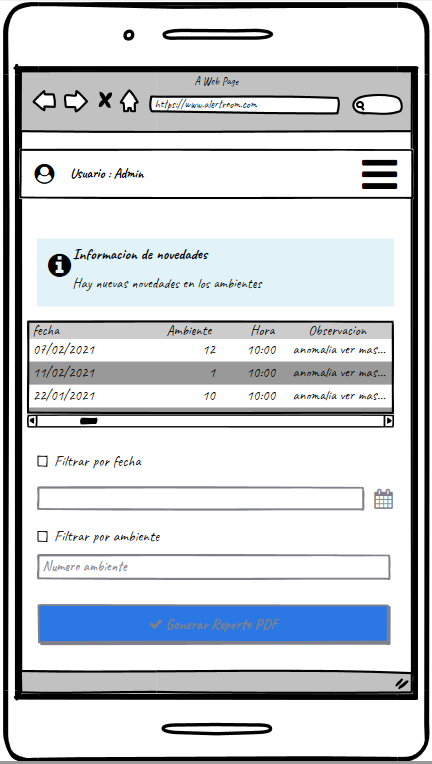 A Web Page
https://www.alertroom.com
Usuario : Admin
Informacion de novedades
Hay nuevas novedades en los ambientes
fecha Ambiente Hora Observacion
07/02/2021 12 10:00 anomalia ver mas...
11/02/2021 1 10:00 anomalia ver mas...
22/01/2021 10 10:00 anomalia ver mas...
Filtrar por fecha
Filtrar por ambiente
Numero ambiente
Generar Reporte PDF